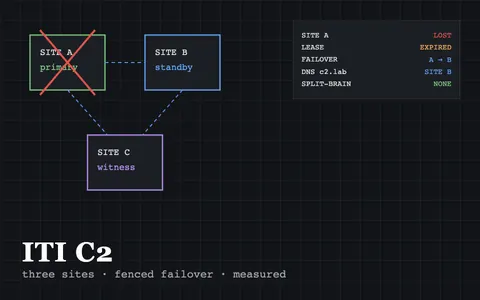 SITE A
primary
SITE B
standby
SITE C
witness
SITE A LOST
LEASE EXPIRED
FAILOVER A → B
DNS c2.lab SITE B
SPLIT-BRAIN NONE
ITI C2
three sites · fenced failover · measured